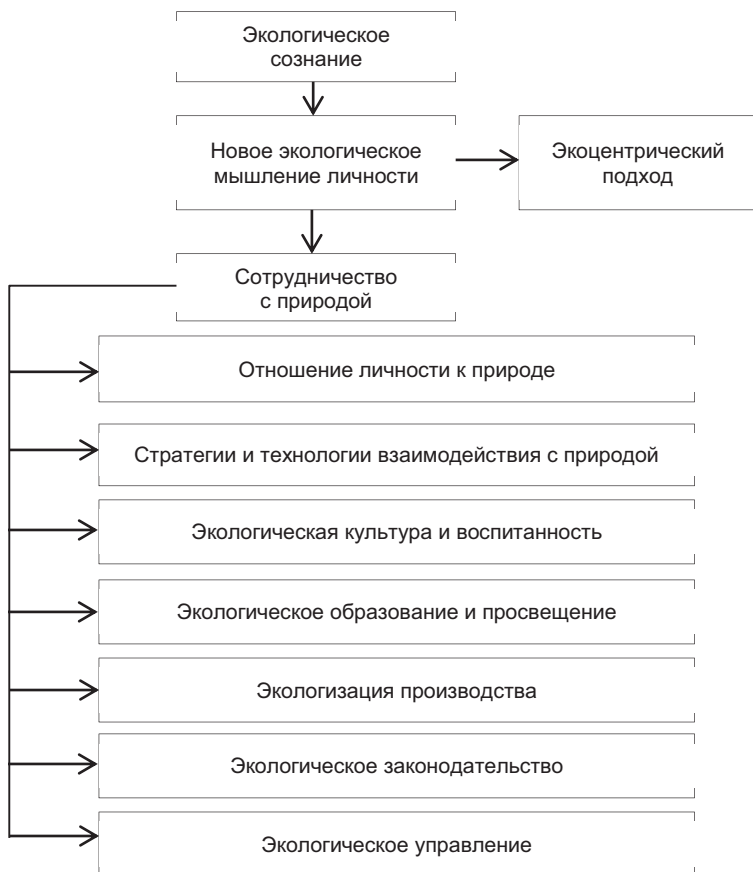 Экологическое
сознание
Новое экологическое
мышление личности
Экоцентрический
подход
Сотрудничество
с природой
Отношение личности к природе
Стратегии и технологии взаимодействия с природой
Экологическая культура и воспитанность
Экологическое образование и просвещение
Экологизация производства
Экологическое законодательство
Экологическое управление